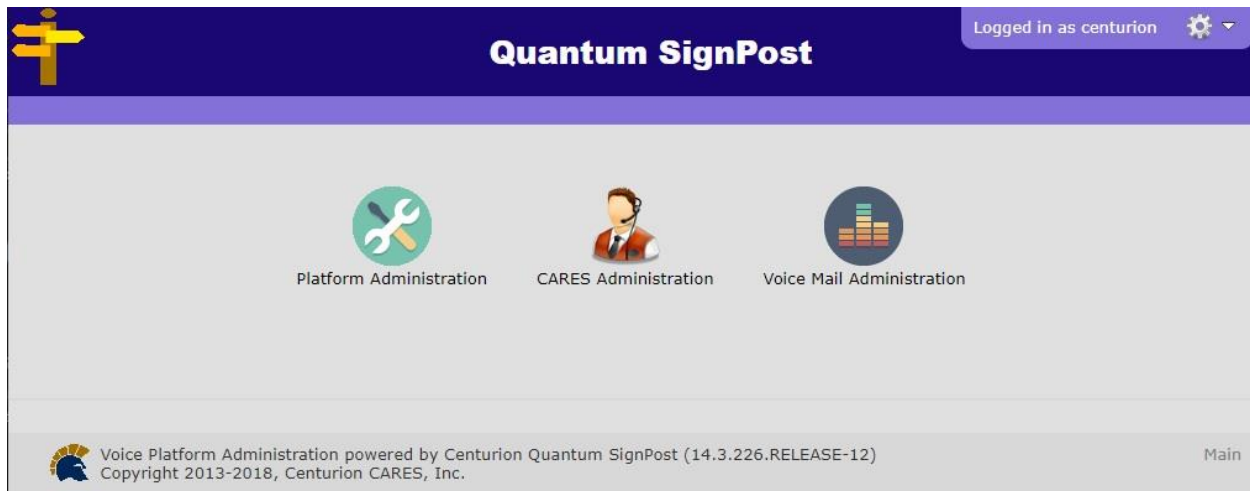 Logged in as centurion
Quantum SignPost
Platform Administration
CARES Administration
Voice Mail Administration
Voice Platform Administration powered by Centurion Quantum SignPost (14.3.226.RELEASE-12)
Main
Copyright 2013-2018, Centurion CARES, Inc.